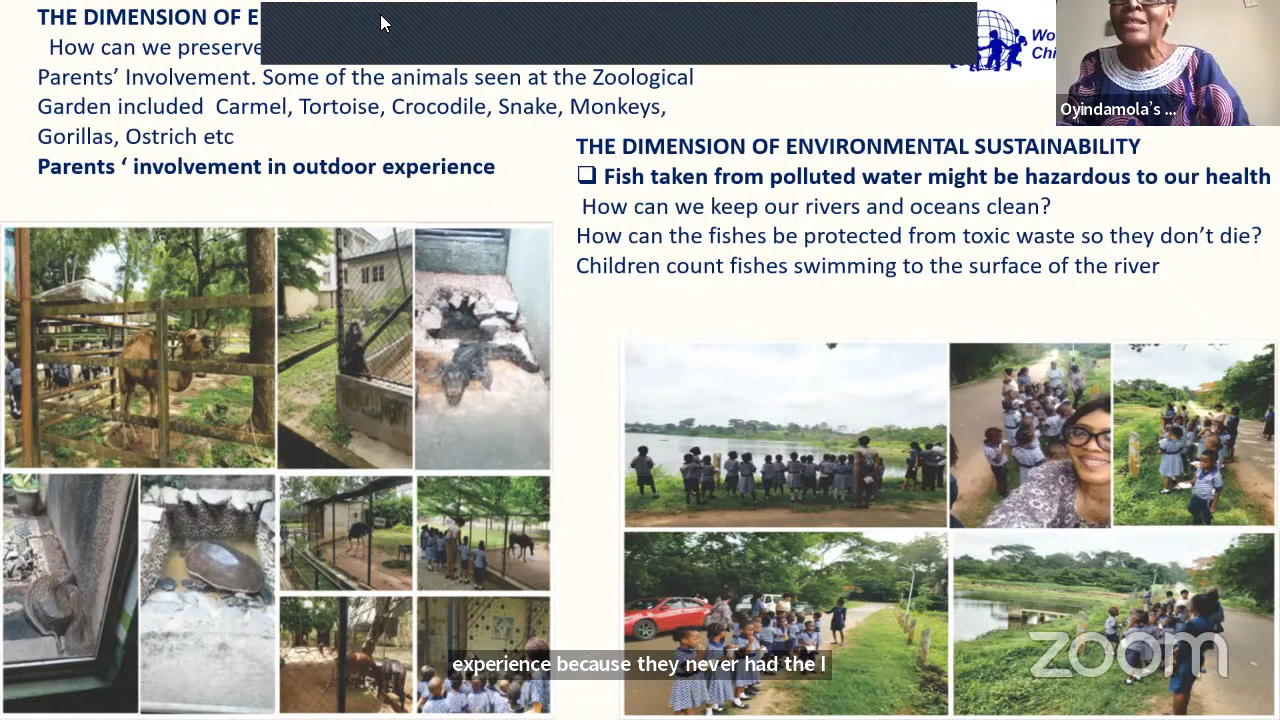 THE DIMENSION OF E
How can we preserve
Parents’ Involvement. Some of the animals seen at the Zoological
Garden included Carmel, Tortoise, Crocodile, Snake, Monkeys,
Gorillas, Ostrich etc
Parents ‘ involvement in outdoor experience
Wo
Chi
Oyindamola’s ...
THE DIMENSION OF ENVIRONMENTAL SUSTAINABILITY
❑ Fish taken from polluted water might be hazardous to our health
How can we keep our rivers and oceans clean?
How can the fishes be protected from toxic waste so they don’t die?
Children count fishes swimming to the surface of the river
experience because they never had the I
zoom